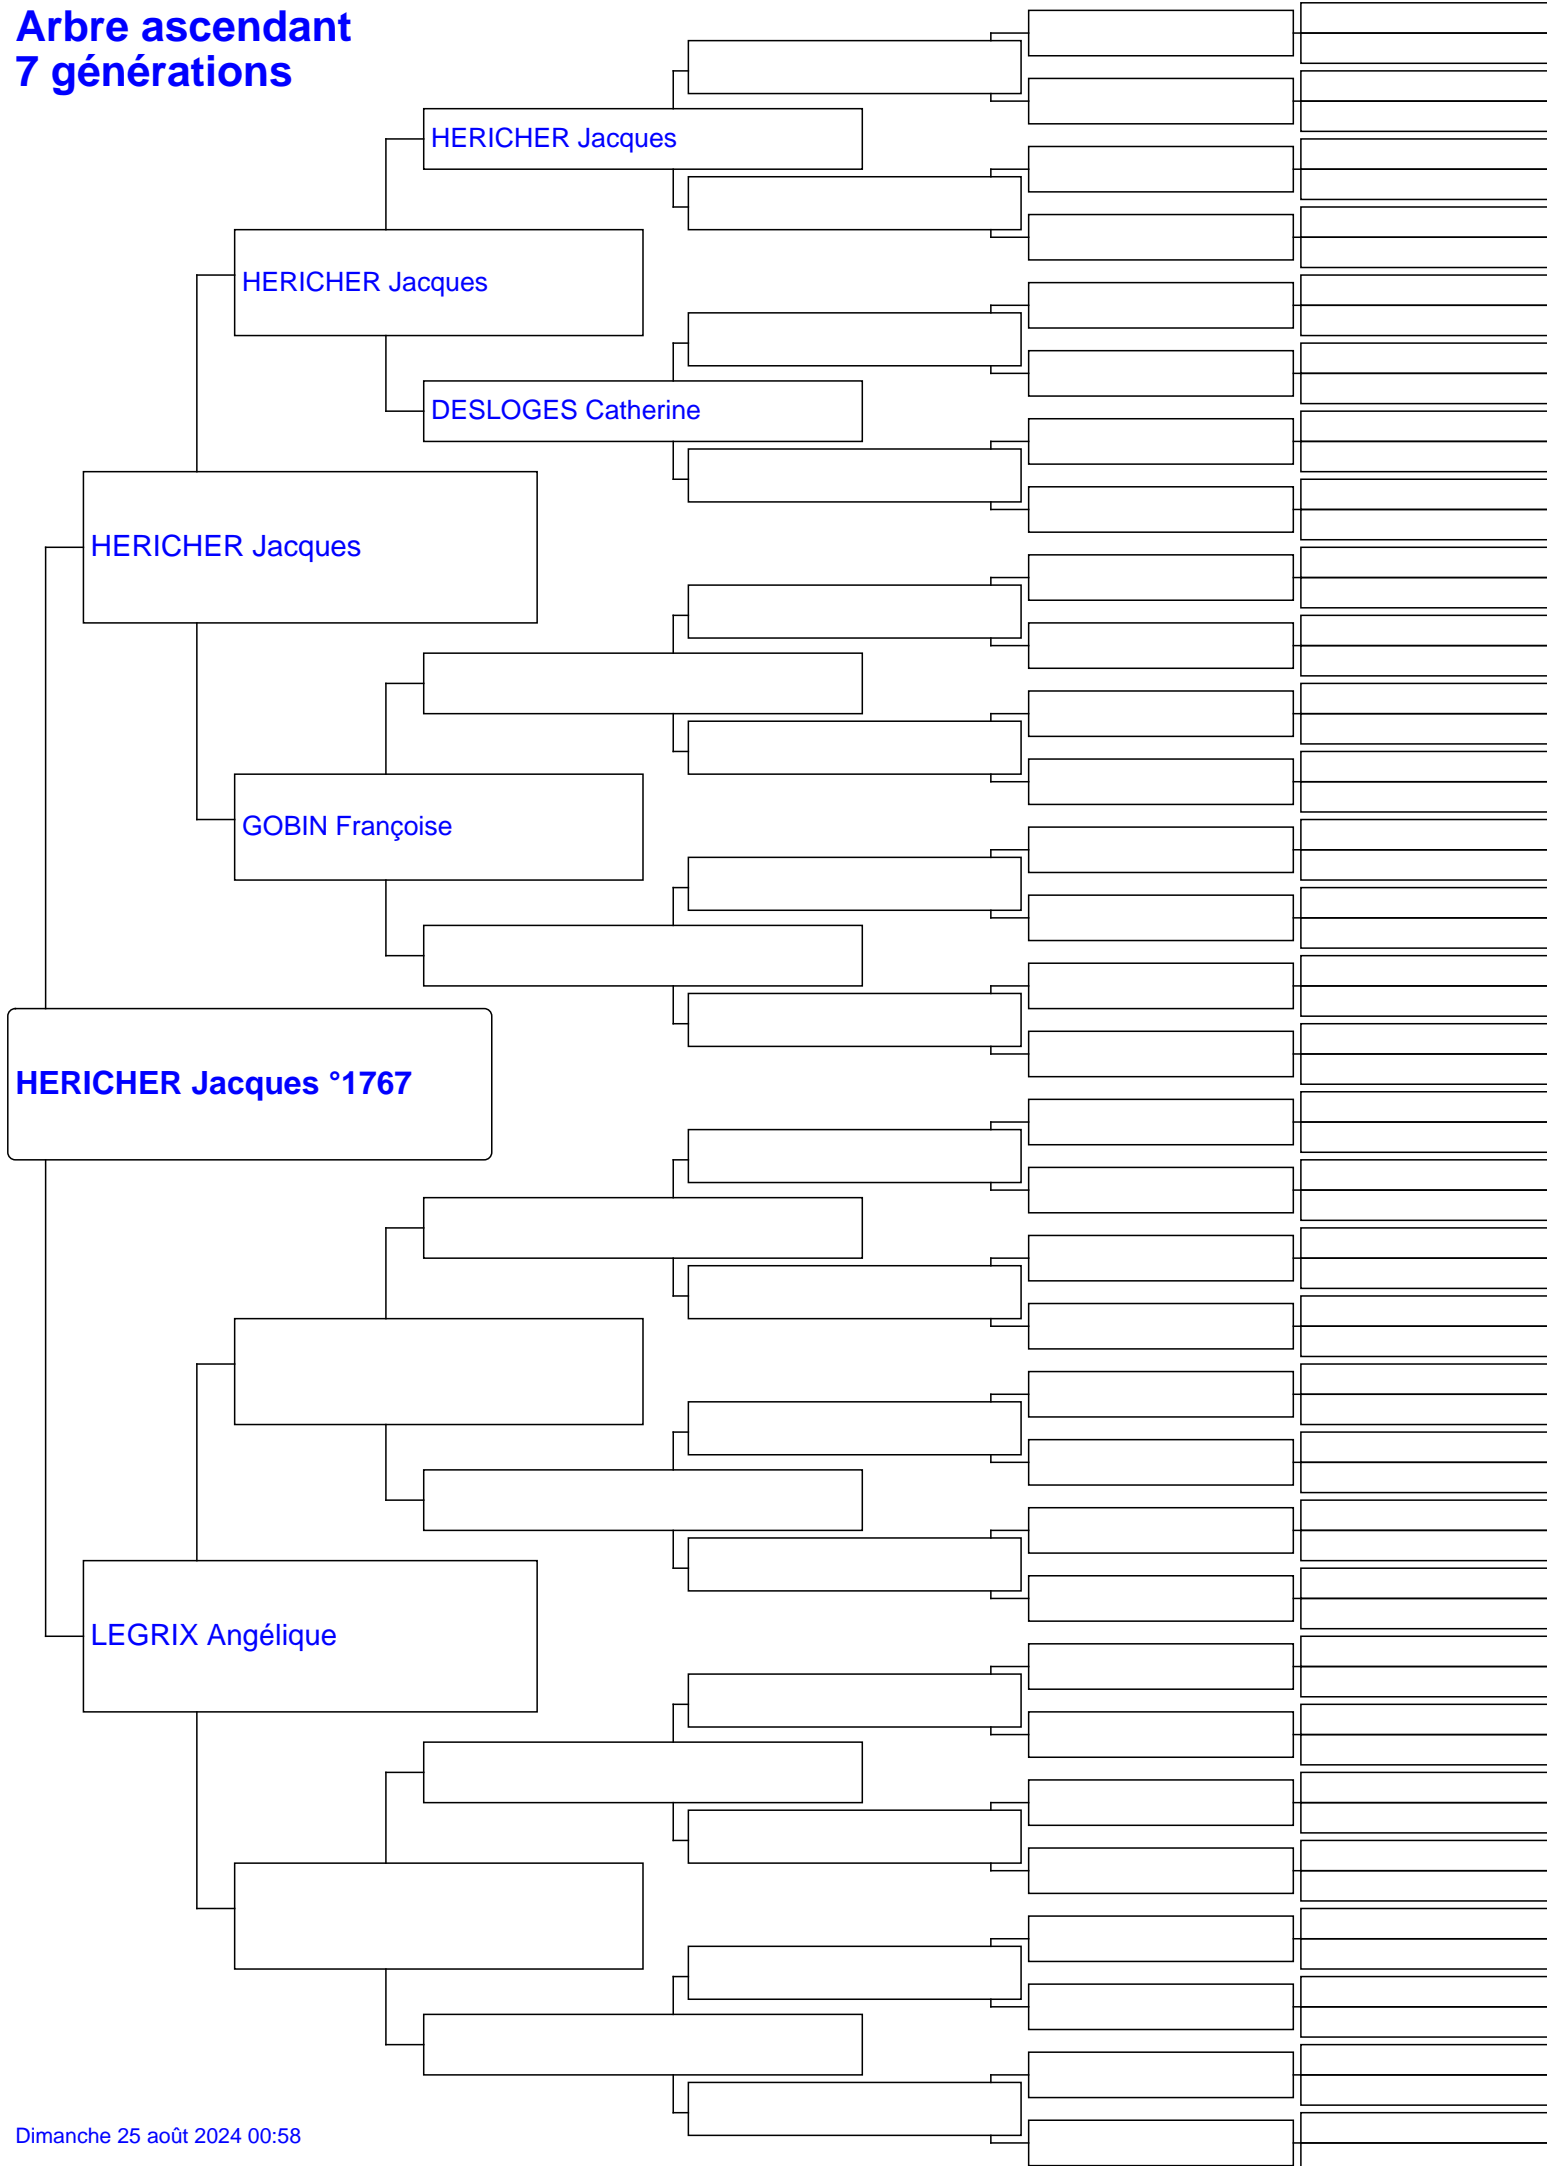 Arbre ascendant
7 générations
HERICHER Jacques
HERICHER Jacques
DESLOGES Catherine
HERICHER Jacques
GOBIN Françoise
HERICHER Jacques °1767
LEGRIX Angélique
Dimanche 25 août 2024 00:58